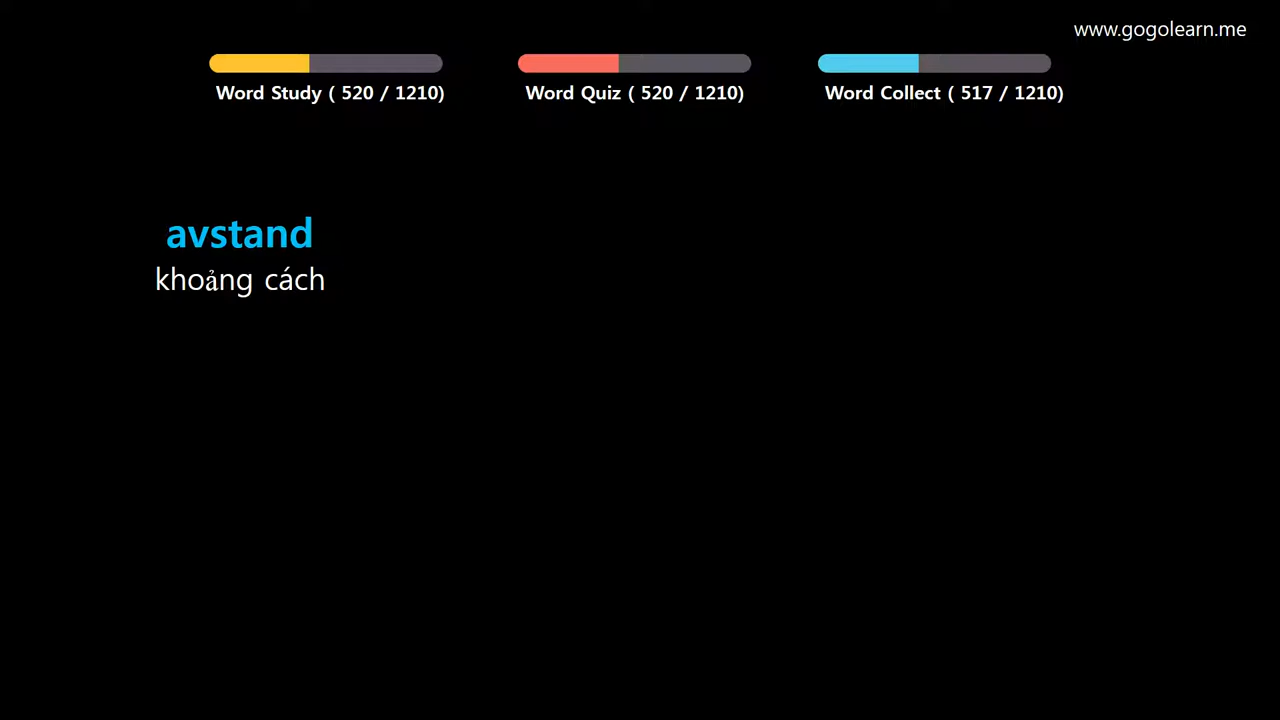 www.gogolearn.me
Word Study ( 520 / 1210)
Word Quiz ( 520 / 1210)
Word Collect ( 517 / 1210)
avstand
khoảng cách